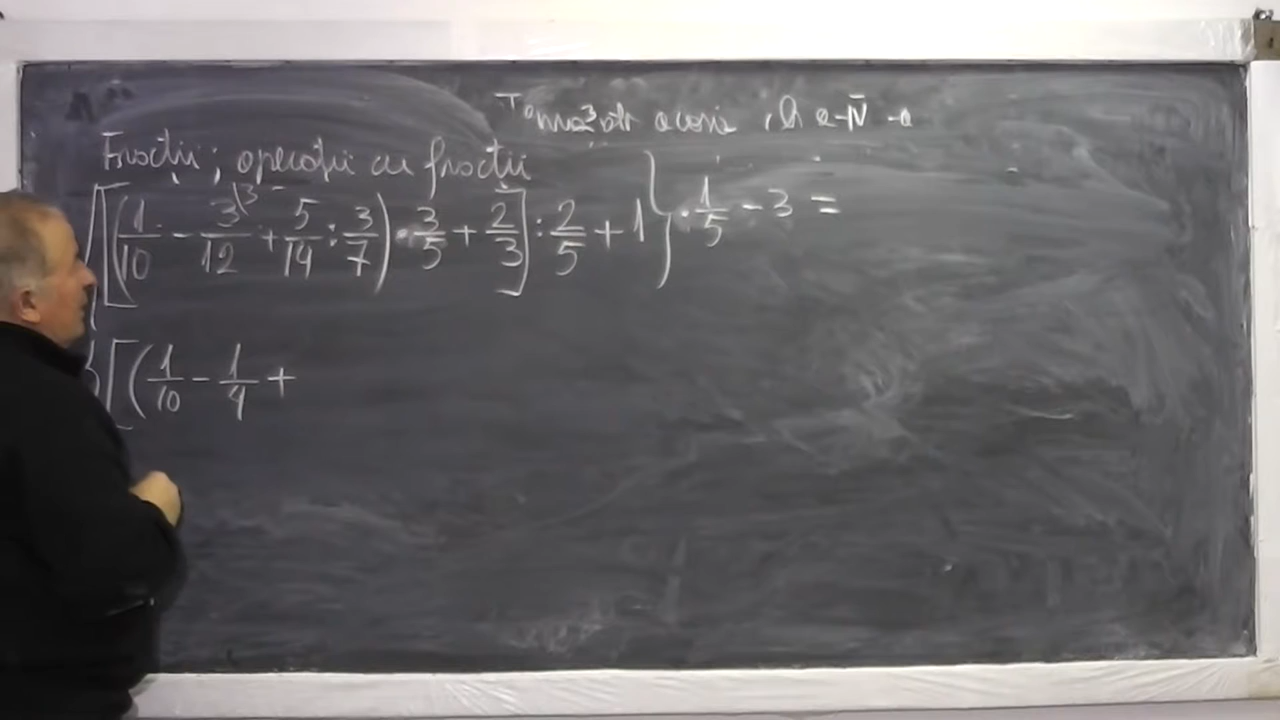 Fracții; operații cu fracții
{[(1/10 - 3/12 (3 + 5/14 : 3/7) · 3/5 + 2/3] : 2/5 + 1} · 1/5 - 3 =
{[(1/10 - 1/4 +